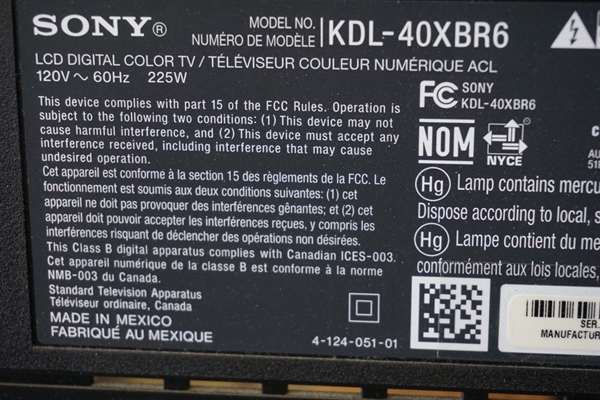 SONY®
MODEL NO.
NUMÉRO DE MODÈLE KDL-40XBR6
LCD DIGITAL COLOR TV / TÉLÉVISEUR COULEUR NUMÉRIQUE ACL
120V ~ 60Hz 225W
This device complies with part 15 of the FCC Rules. Operation is
subject to the following two conditions: (1) This device may not
cause harmful interference, and (2) This device must accept any
interference received, including interference that may cause
undesired operation.
Cet appareil est conforme à la section 15 des règlements de la FCC. Le
fonctionnement est soumis aux deux conditions suivantes: (1) cet
appareil ne doit pas provoquer des interférences gênantes; et (2) cet
appareil doit pouvoir accepter les interférences reçues, y compris les
interférences risquant de déclencher des opérations non désirées.
This Class B digital apparatus complies with Canadian ICES-003.
Cet appareil numérique de la classe B est conforme à la norme
NMB-003 du Canada.
Standard Television Apparatus
Téléviseur ordinaire, Canada
MADE IN MEXICO
FABRIQUÉ AU MEXIQUE
4-124-051-01
FC SONY
KDL-40XBR6
NOM
NYCE
Hg Lamp contains mercu
Dispose according to local, s
Hg Lampe contient du me
conformément aux lois locales,
SER.
MANUFACTUR